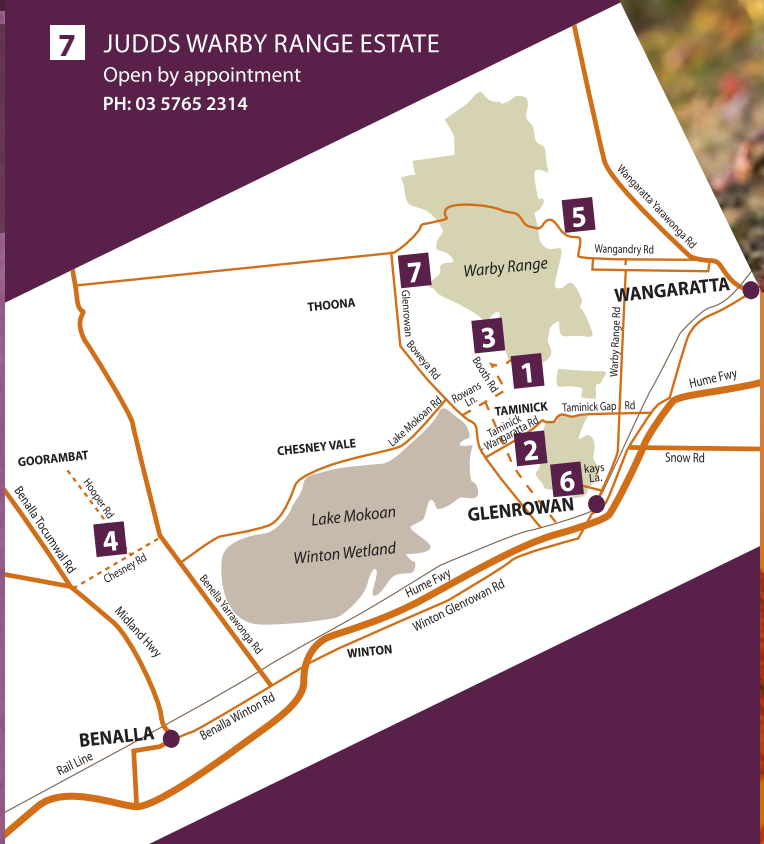 7 JUDDS WARBY RANGE ESTATE
Open by appointment
PH: 03 5765 2314
Wangaratta Yarawonga Rd
5
Wangandry Rd
Warby Range
7
WANGARATTA
THOONA
Glenrowan Boweya Rd
Warby Range Rd
3
Booth Rd
1
Hume Fwy
Rowans
Ln.
TAMINICK
Taminick Gap Rd
Lake Mokoan Rd
Taminick
Wangaratta Rd
CHESNEY VALE
2
GOORAMBAT
Snow Rd
kays
La.
6
Hooper Rd
Benalla Tocumwal Rd
GLENROWAN
Lake Mokoan
4
Winton Wetland
Chesney Rd
Hume Fwy
Benella Yarrawonga Rd
Winton Glenrowan Rd
Midland Hwy
WINTON
Benalla Winton Rd
BENALLA
Rail Line